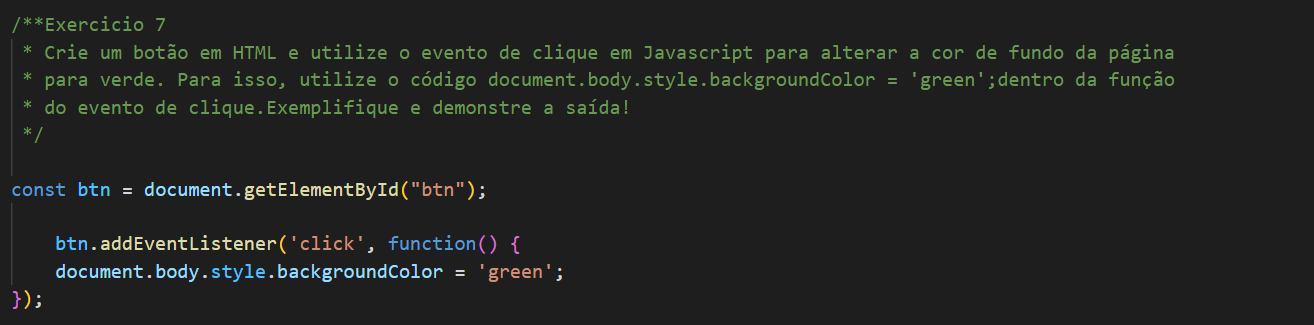 /**Exercicio 7
* Crie um botão em HTML e utilize o evento de clique em Javascript para alterar a cor de fundo da página
* para verde. Para isso, utilize o código document.body.style.backgroundColor = 'green';dentro da função
* do evento de clique.Exemplifique e demonstre a saída!
*/
const btn = document.getElementById("btn");
btn.addEventListener('click', function() {
document.body.style.backgroundColor = 'green';
});